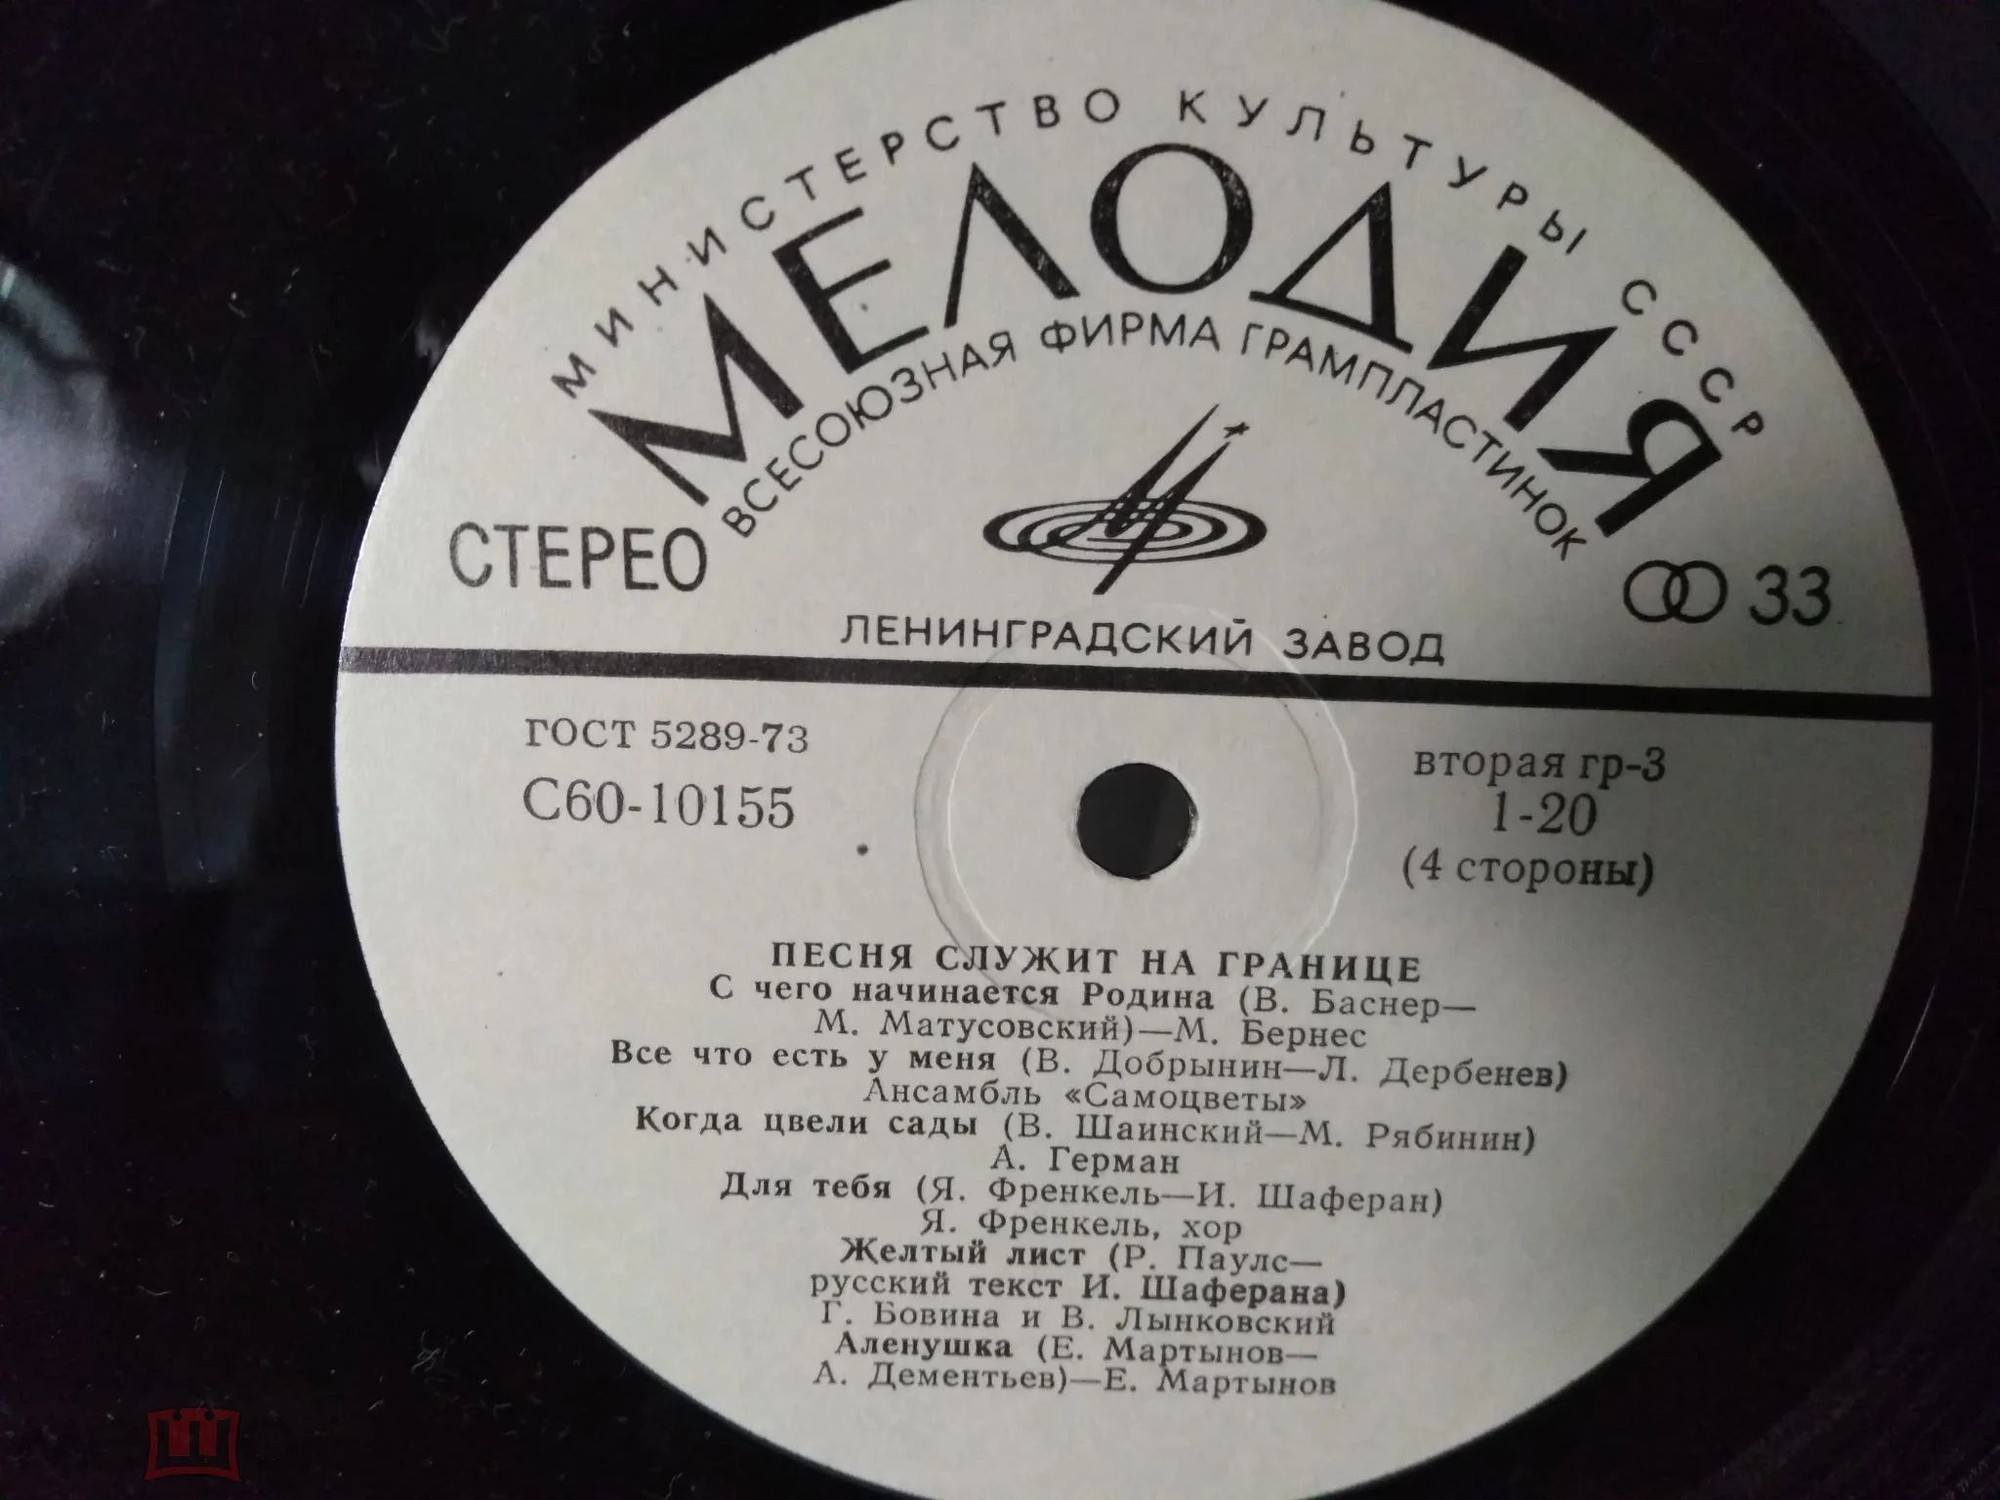 МИНИСТЕРСТВО КУЛЬТУРЫ СССР
МЕЛОДИЯ
ВСЕСОЮЗНАЯ ФИРМА ГРАМПЛАСТИНОК
СТЕРЕО
33
ЛЕНИНГРАДСКИЙ ЗАВОД
ГОСТ 5289-73
С60-10155
вторая гр-3
1-20
(4 стороны)
ПЕСНЯ СЛУЖИТ НА ГРАНИЦЕ
С чего начинается Родина (В. Баснер—
М. Матусовский)—М. Бернес
Все что есть у меня (В. Добрынин—Л. Дербенев)
Ансамбль «Самоцветы»
Когда цвели сады (В. Шаинский—М. Рябинин)
А. Герман
Для тебя (Я. Френкель—И. Шаферан)
Я. Френкель, хор
Желтый лист (Р. Паулс—
русский текст И. Шаферана)
Г. Бовина и В. Лынковский
Аленушка (Е. Мартынов—
А. Дементьев)—Е. Мартынов